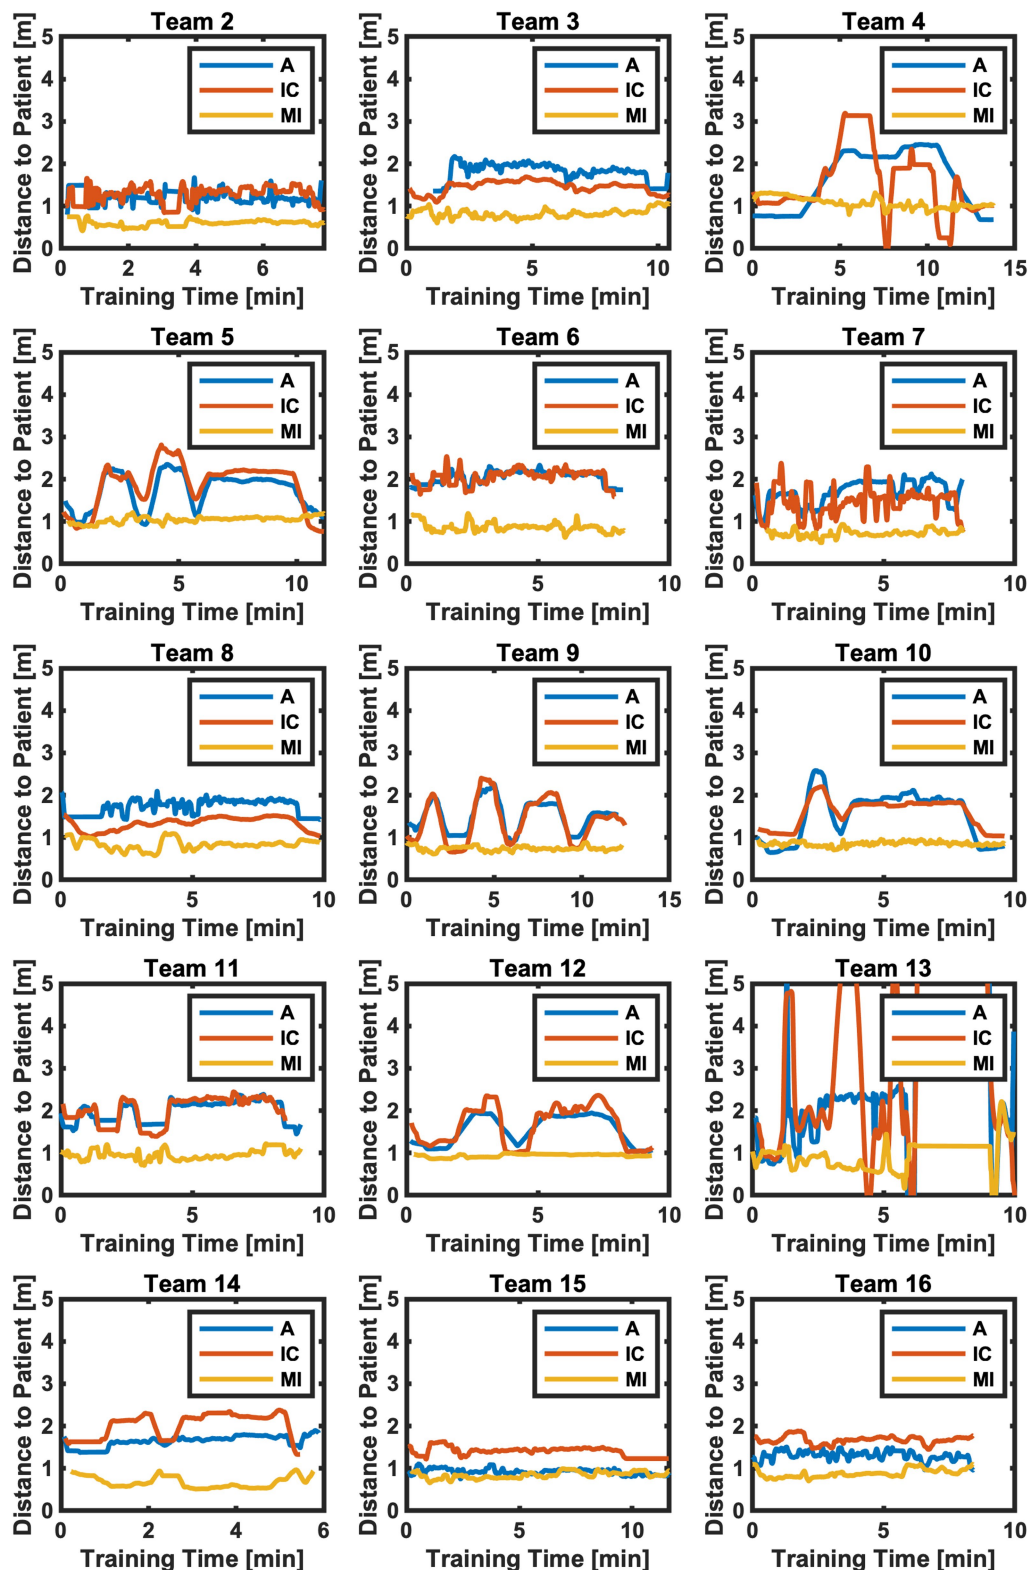 Team 2
Distance to Patient [m]
5
4
3
2
1
0
A
IC
MI
0 2 4 6
Training Time [min]
Team 3
Distance to Patient [m]
5
4
3
2
1
0
A
IC
MI
0 5 10
Training Time [min]
Team 4
Distance to Patient [m]
5
4
3
2
1
0
A
IC
MI
0 5 10 15
Training Time [min]
Team 5
Distance to Patient [m]
5
4
3
2
1
0
A
IC
MI
0 5 10
Training Time [min]
Team 6
Distance to Patient [m]
5
4
3
2
1
0
A
IC
MI
0 5 10
Training Time [min]
Team 7
Distance to Patient [m]
5
4
3
2
1
0
A
IC
MI
0 5 10
Training Time [min]
Team 8
Distance to Patient [m]
5
4
3
2
1
0
A
IC
MI
0 5 10
Training Time [min]
Team 9
Distance to Patient [m]
5
4
3
2
1
0
A
IC
MI
0 5 10 15
Training Time [min]
Team 10
Distance to Patient [m]
5
4
3
2
1
0
A
IC
MI
0 5 10
Training Time [min]
Team 11
Distance to Patient [m]
5
4
3
2
1
0
A
IC
MI
0 5 10
Training Time [min]
Team 12
Distance to Patient [m]
5
4
3
2
1
0
A
IC
MI
0 5 10
Training Time [min]
Team 13
Distance to Patient [m]
5
4
3
2
1
0
A
IC
MI
0 5 10
Training Time [min]
Team 14
Distance to Patient [m]
5
4
3
2
1
0
A
IC
MI
0 2 4 6
Training Time [min]
Team 15
Distance to Patient [m]
5
4
3
2
1
0
A
IC
MI
0 5 10
Training Time [min]
Team 16
Distance to Patient [m]
5
4
3
2
1
0
A
IC
MI
0 5 10
Training Time [min]